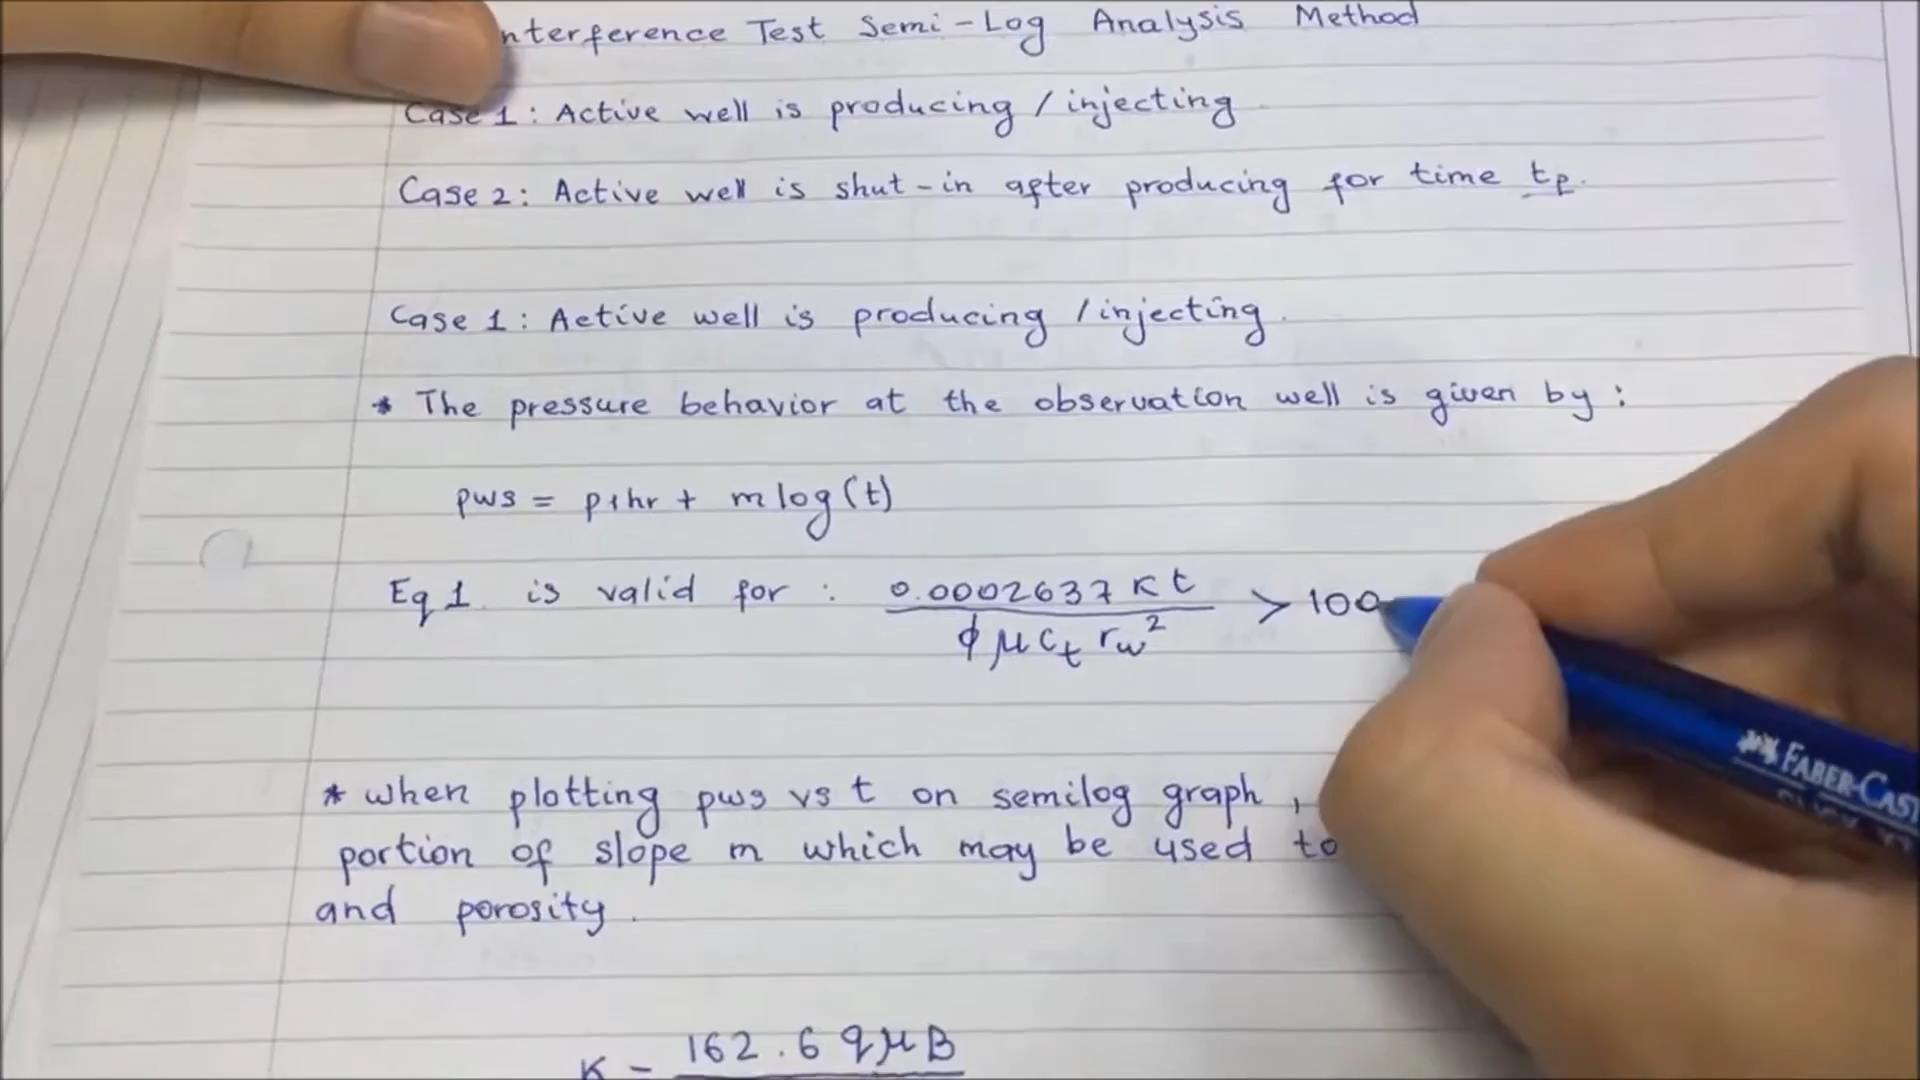 nterference Test Semi-Log Analysis Method
Case 1: Active well is producing / injecting
Case 2: Active well is shut-in after producing for time tp.
Case 1: Active well is producing / injecting.
* The pressure behavior at the observation well is given by:
pws = p1hr + m log(t)
Eq 1 is valid for : 0.0002637 K t / ϕ μ ct rw² > 100
* when plotting pws vs t on semilog graph,
portion of slope m which may be used to
and porosity.
K = 162.6 q μ B
FABER-CAST